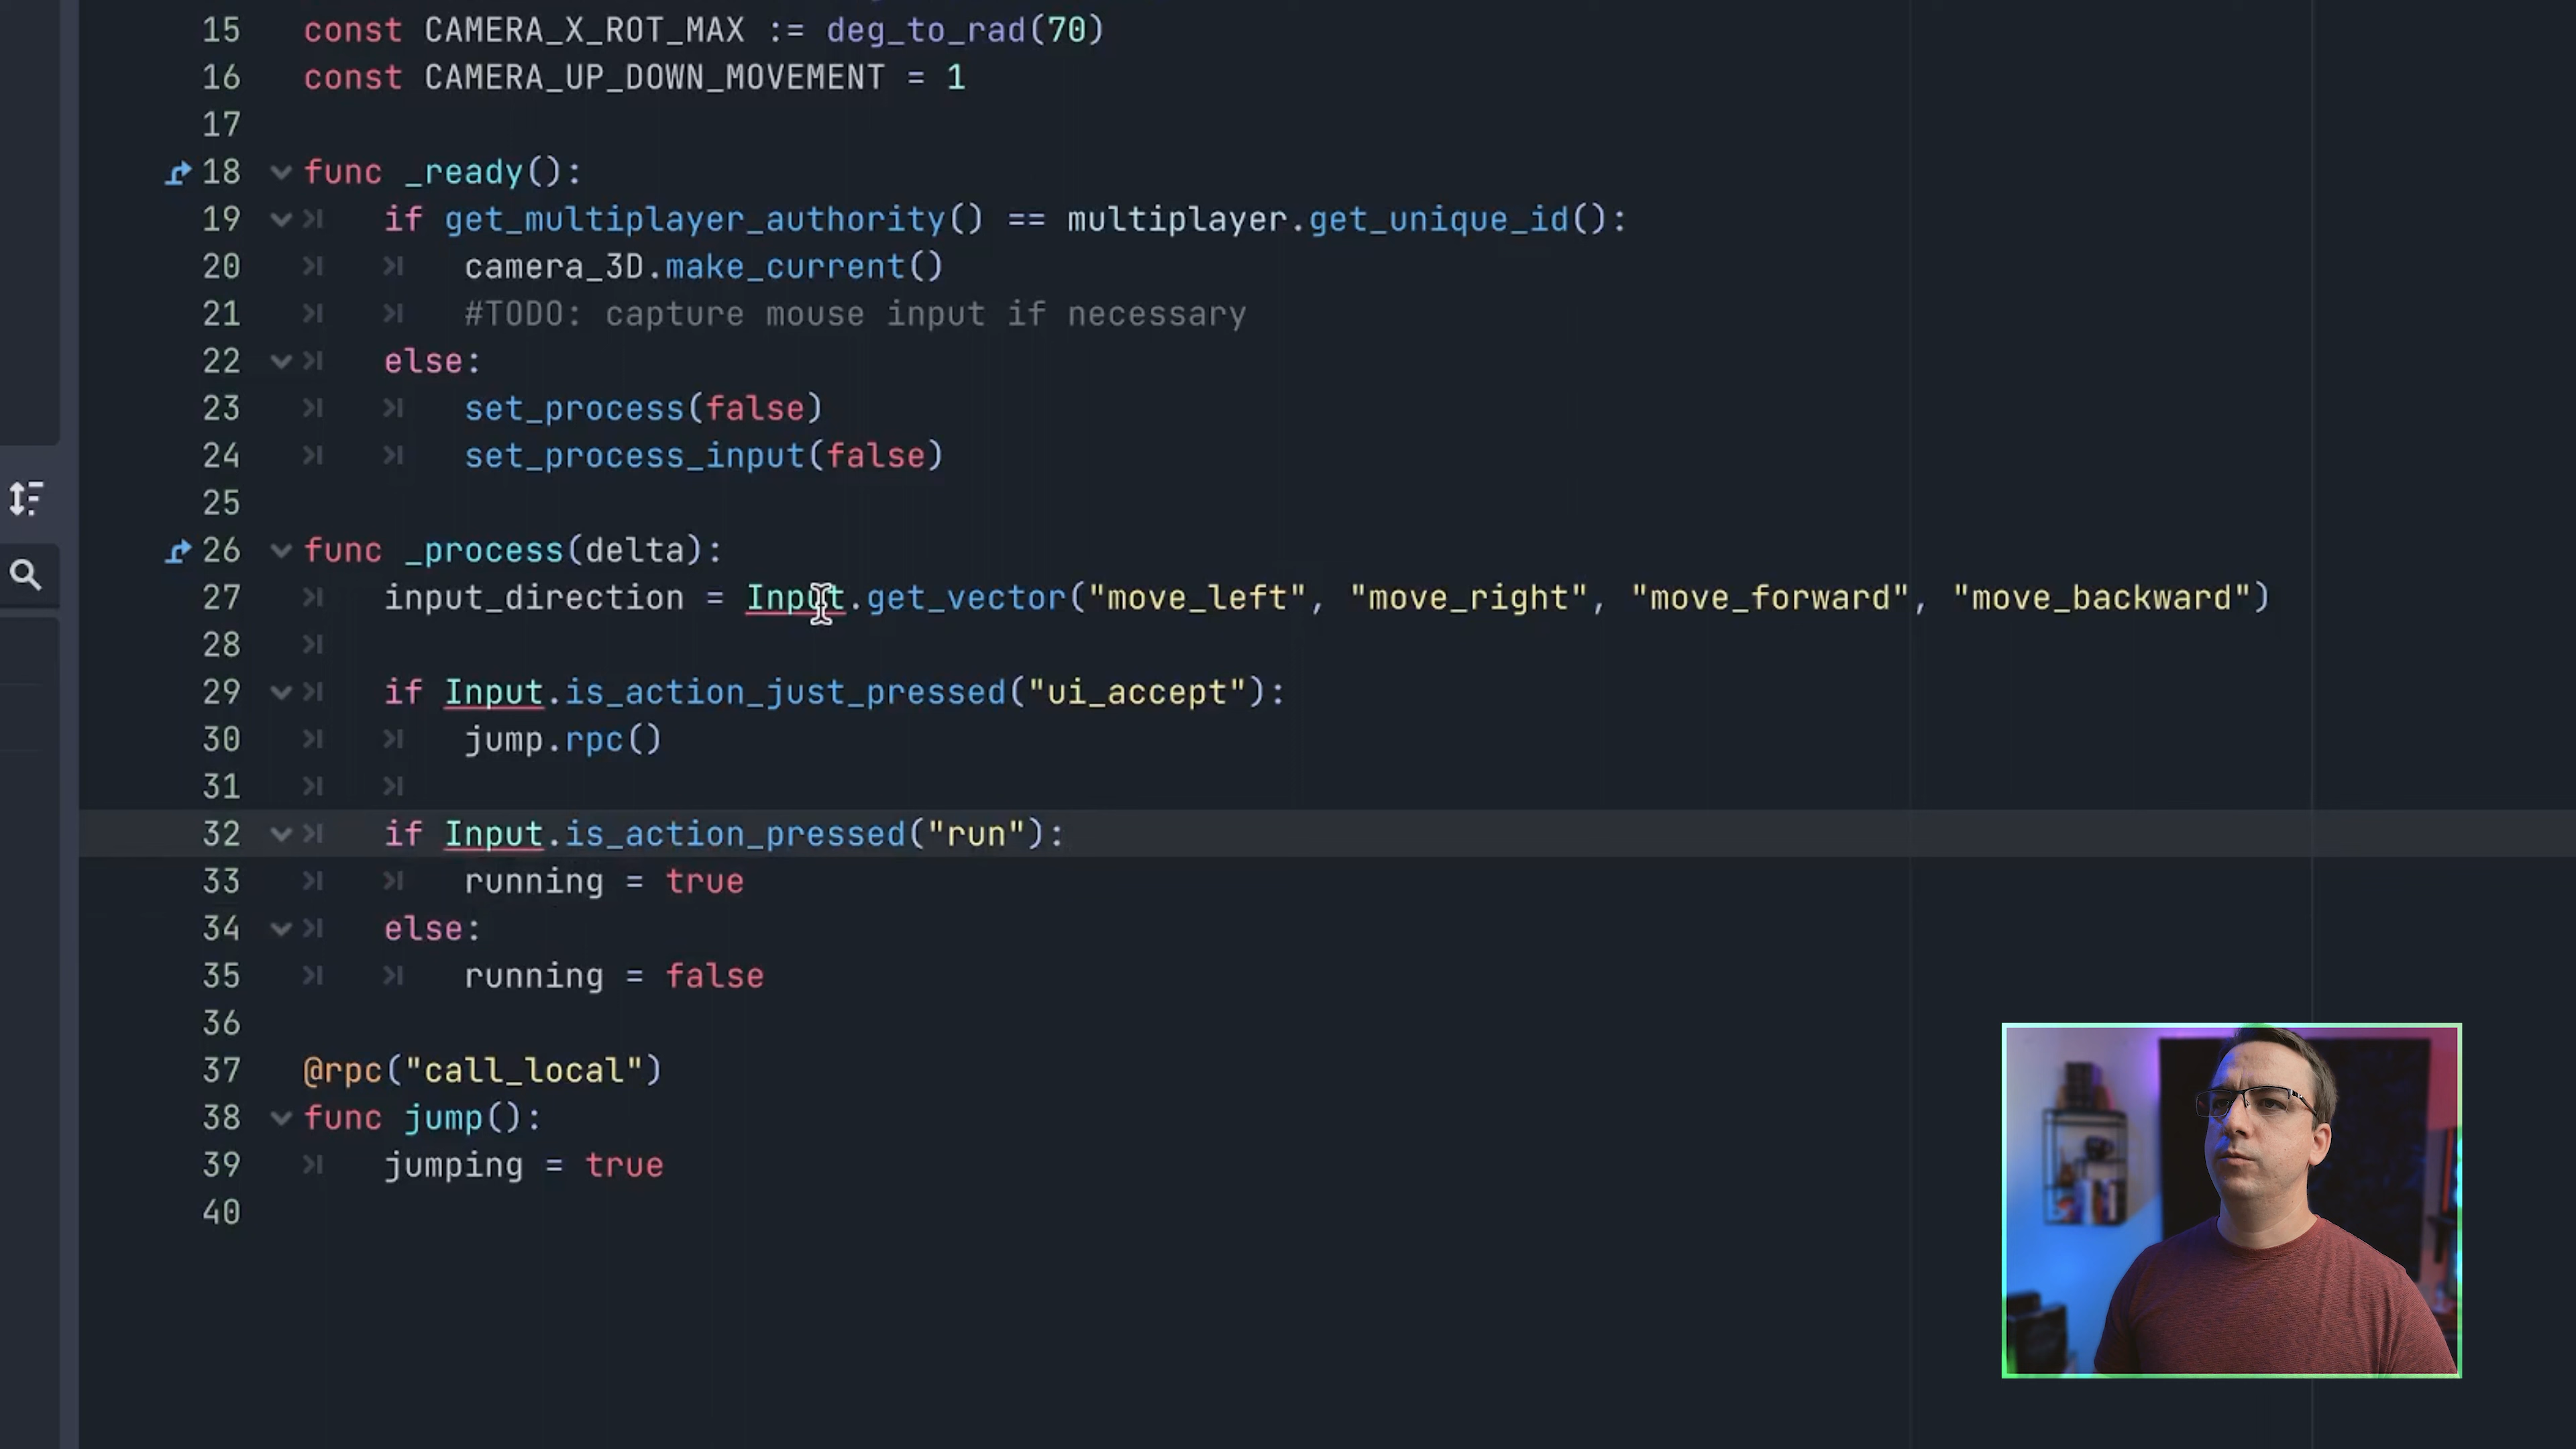 15 const CAMERA_X_ROT_MAX := deg_to_rad(70)
16 const CAMERA_UP_DOWN_MOVEMENT = 1
17
18 func _ready():
19 if get_multiplayer_authority() == multiplayer.get_unique_id():
20 camera_3D.make_current()
21 #TODO: capture mouse input if necessary
22 else:
23 set_process(false)
24 set_process_input(false)
25
26 func _process(delta):
27 input_direction = Input.get_vector("move_left", "move_right", "move_forward", "move_backward")
28
29 if Input.is_action_just_pressed("ui_accept"):
30 jump.rpc()
31
32 if Input.is_action_pressed("run"):
33 running = true
34 else:
35 running = false
36
37 @rpc("call_local")
38 func jump():
39 jumping = true
40